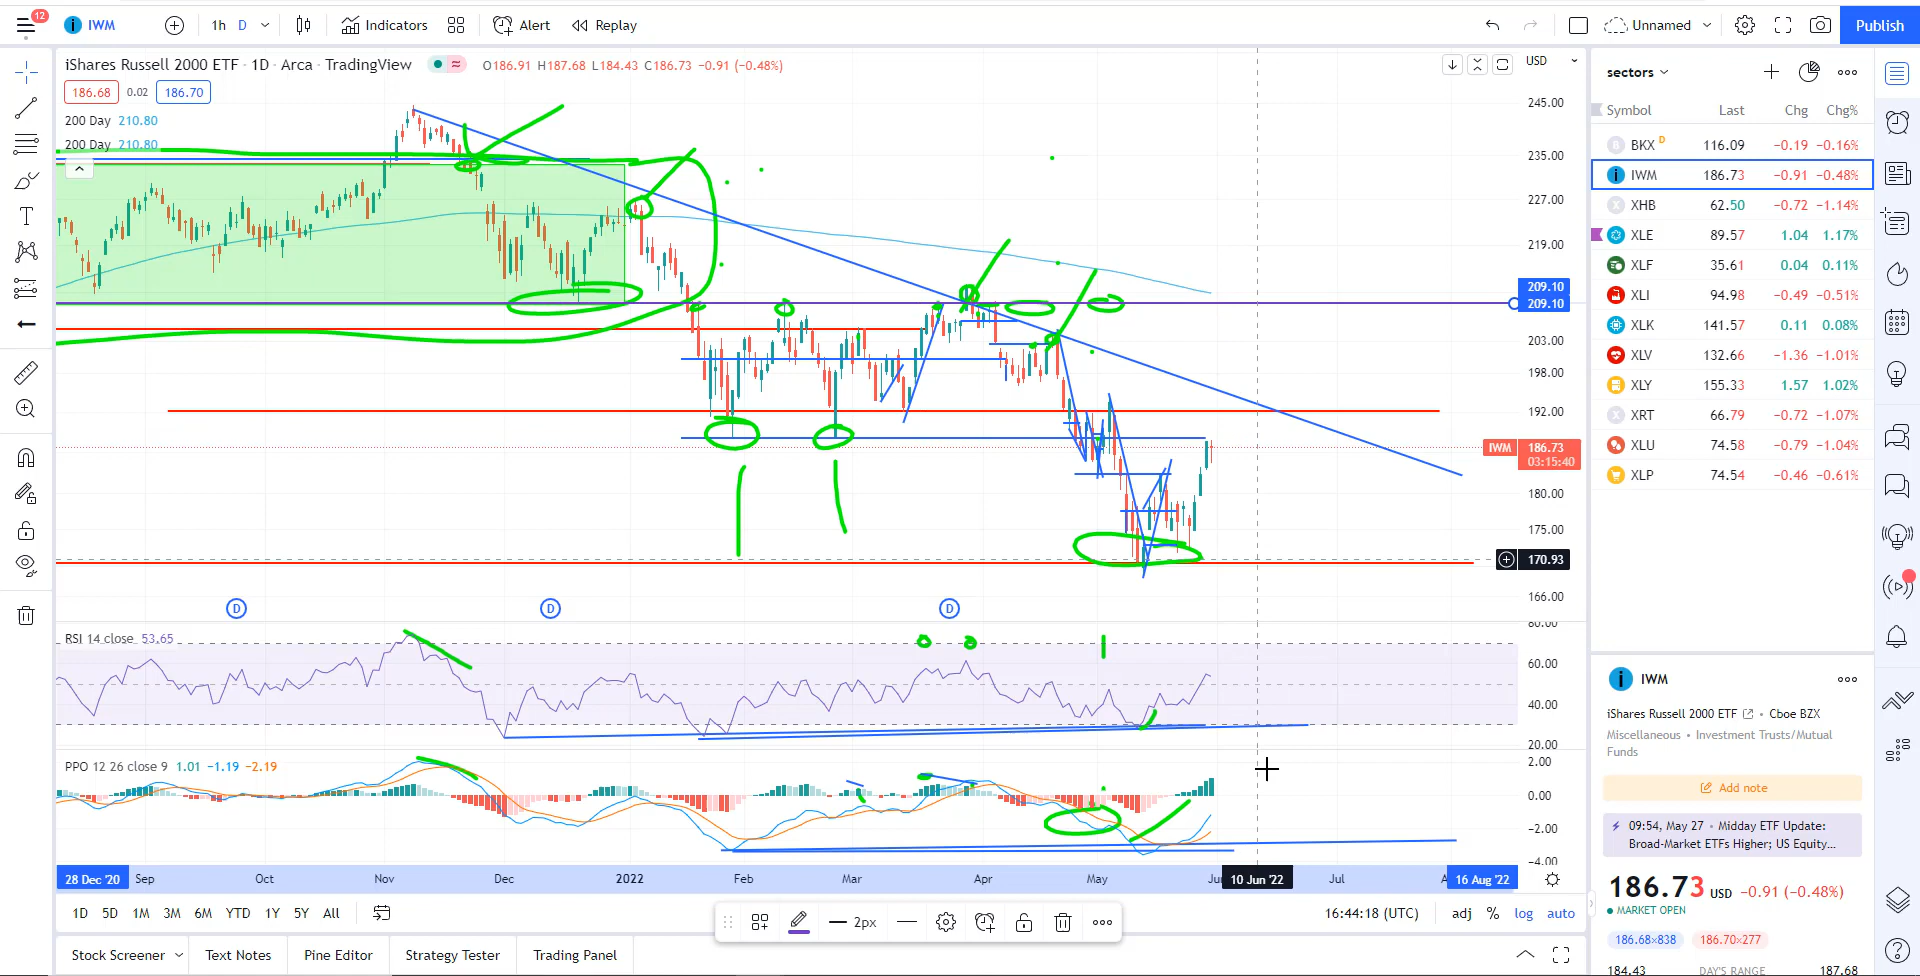 12 IWM 1h D Indicators Alert Replay Unnamed Publish
iShares Russell 2000 ETF · 1D · Arca · TradingView O186.91 H187.68 L184.43 C186.73 −0.91 (−0.48%)
186.68 0.02 186.70
200 Day 210.80
200 Day 210.80
USD
245.00
235.00
227.00
219.00
209.10
209.10
203.00
198.00
192.00
IWM 186.73
03:15:40
180.00
175.00
170.93
166.00
D D D
RSI 14 close 53.65
80.00
60.00
40.00
20.00
PPO 12 26 close 9 1.01 −1.19 −2.19
2.00
0.00
−2.00
−4.00
28 Dec '20 Sep Oct Nov Dec 2022 Feb Mar Apr May Ju 10 Jun '22 Jul A 16 Aug '22
1D 5D 1M 3M 6M YTD 1Y 5Y All
2px
16:44:18 (UTC) adj % log auto
Stock Screener Text Notes Pine Editor Strategy Tester Trading Panel
sectors
Symbol Last Chg Chg%
B BKX D 116.09 −0.19 −0.16%
i IWM 186.73 −0.91 −0.48%
X XHB 62.50 −0.72 −1.14%
XLE 89.57 1.04 1.17%
XLF 35.61 0.04 0.11%
XLI 94.98 −0.49 −0.51%
XLK 141.57 0.11 0.08%
XLV 132.66 −1.36 −1.01%
XLY 155.33 1.57 1.02%
X XRT 66.79 −0.72 −1.07%
XLU 74.58 −0.79 −1.04%
XLP 74.54 −0.46 −0.61%
i IWM
iShares Russell 2000 ETF • Cboe BZX
Miscellaneous • Investment Trusts/Mutual
Funds
Add note
09:54, May 27 • Midday ETF Update:
Broad-Market ETFs Higher; US Equity...
186.73 USD −0.91 (−0.48%)
MARKET OPEN
186.68×838 186.70×277
184.43 DAY'S RANGE 187.68